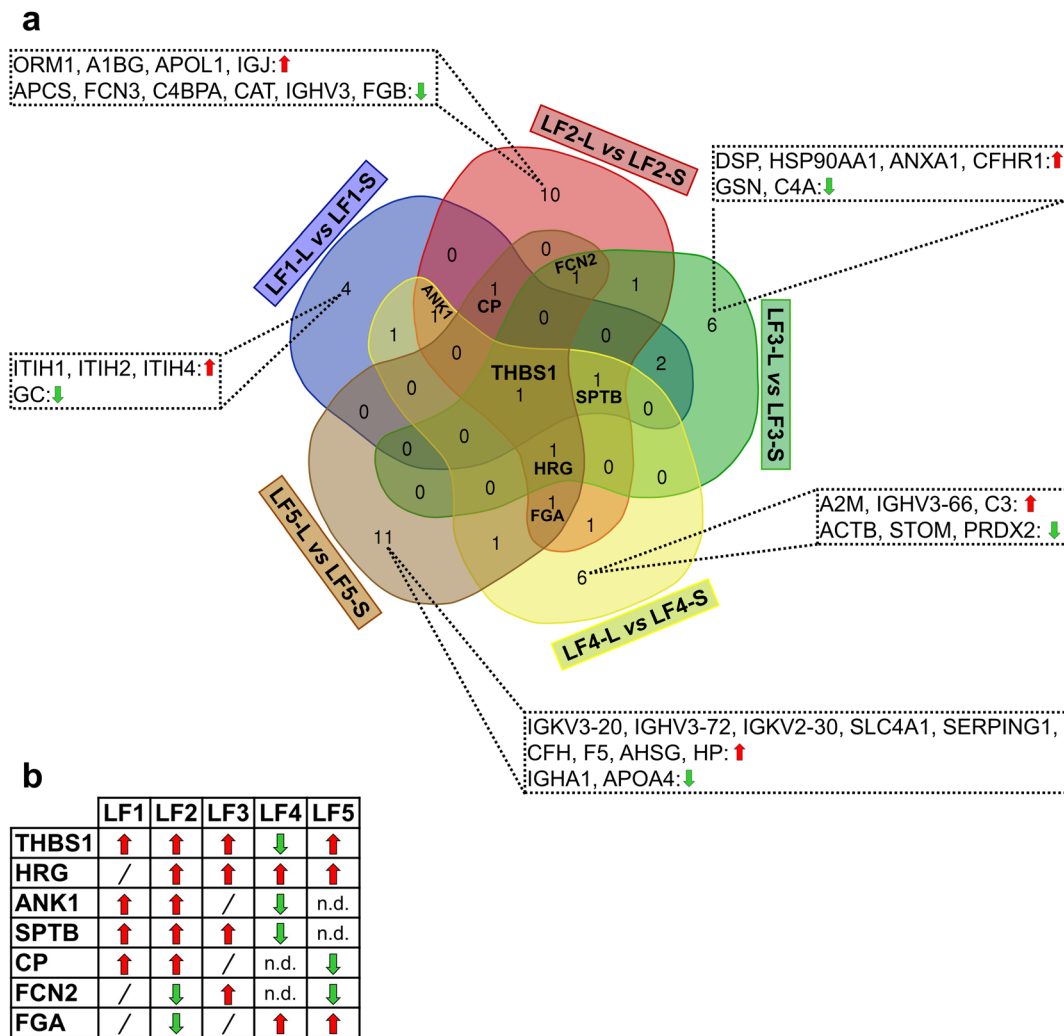 a
ORM1, A1BG, APOL1, IGJ:
APCS, FCN3, C4BPA, CAT, IGHV3, FGB:
LF2-L vs LF2-S
DSP, HSP90AA1, ANXA1, CFHR1:
GSN, C4A:
LF1-L vs LF1-S
10
0
0
FCN2
4
ANK1
1
1
CP
1
1
6
LF3-L vs LF3-S
1
0
0
ITIH1, ITIH2, ITIH4:
GC:
0
THBS1
1
1
SPTB
2
0
0
0
0
0
1
HRG
0
0
0
0
1
FGA
A2M, IGHV3-66, C3:
ACTB, STOM, PRDX2:
LF5-L vs LF5-S
11
1
1
6
LF4-L vs LF4-S
IGKV3-20, IGHV3-72, IGKV2-30, SLC4A1, SERPING1,
CFH, F5, AHSG, HP:
IGHA1, APOA4:
b
LF1 LF2 LF3 LF4 LF5
THBS1
HRG /
ANK1 / n.d.
SPTB n.d.
CP / n.d.
FCN2 / n.d.
FGA / /